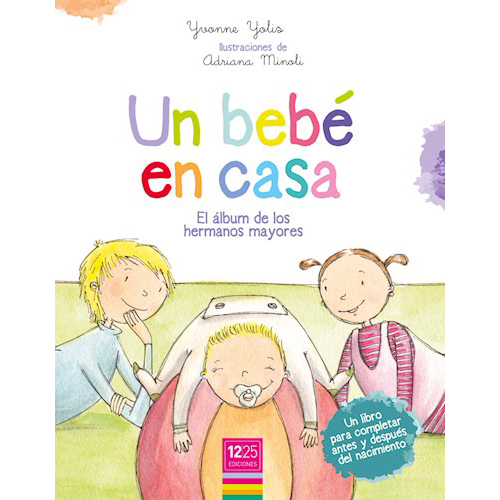 Yvonne Yolis
Ilustraciones de
Adriana Minoli
Un bebé
en casa
El álbum de los
hermanos mayores
Un libro
para completar
antes y después
del nacimiento
12|25
EDICIONES